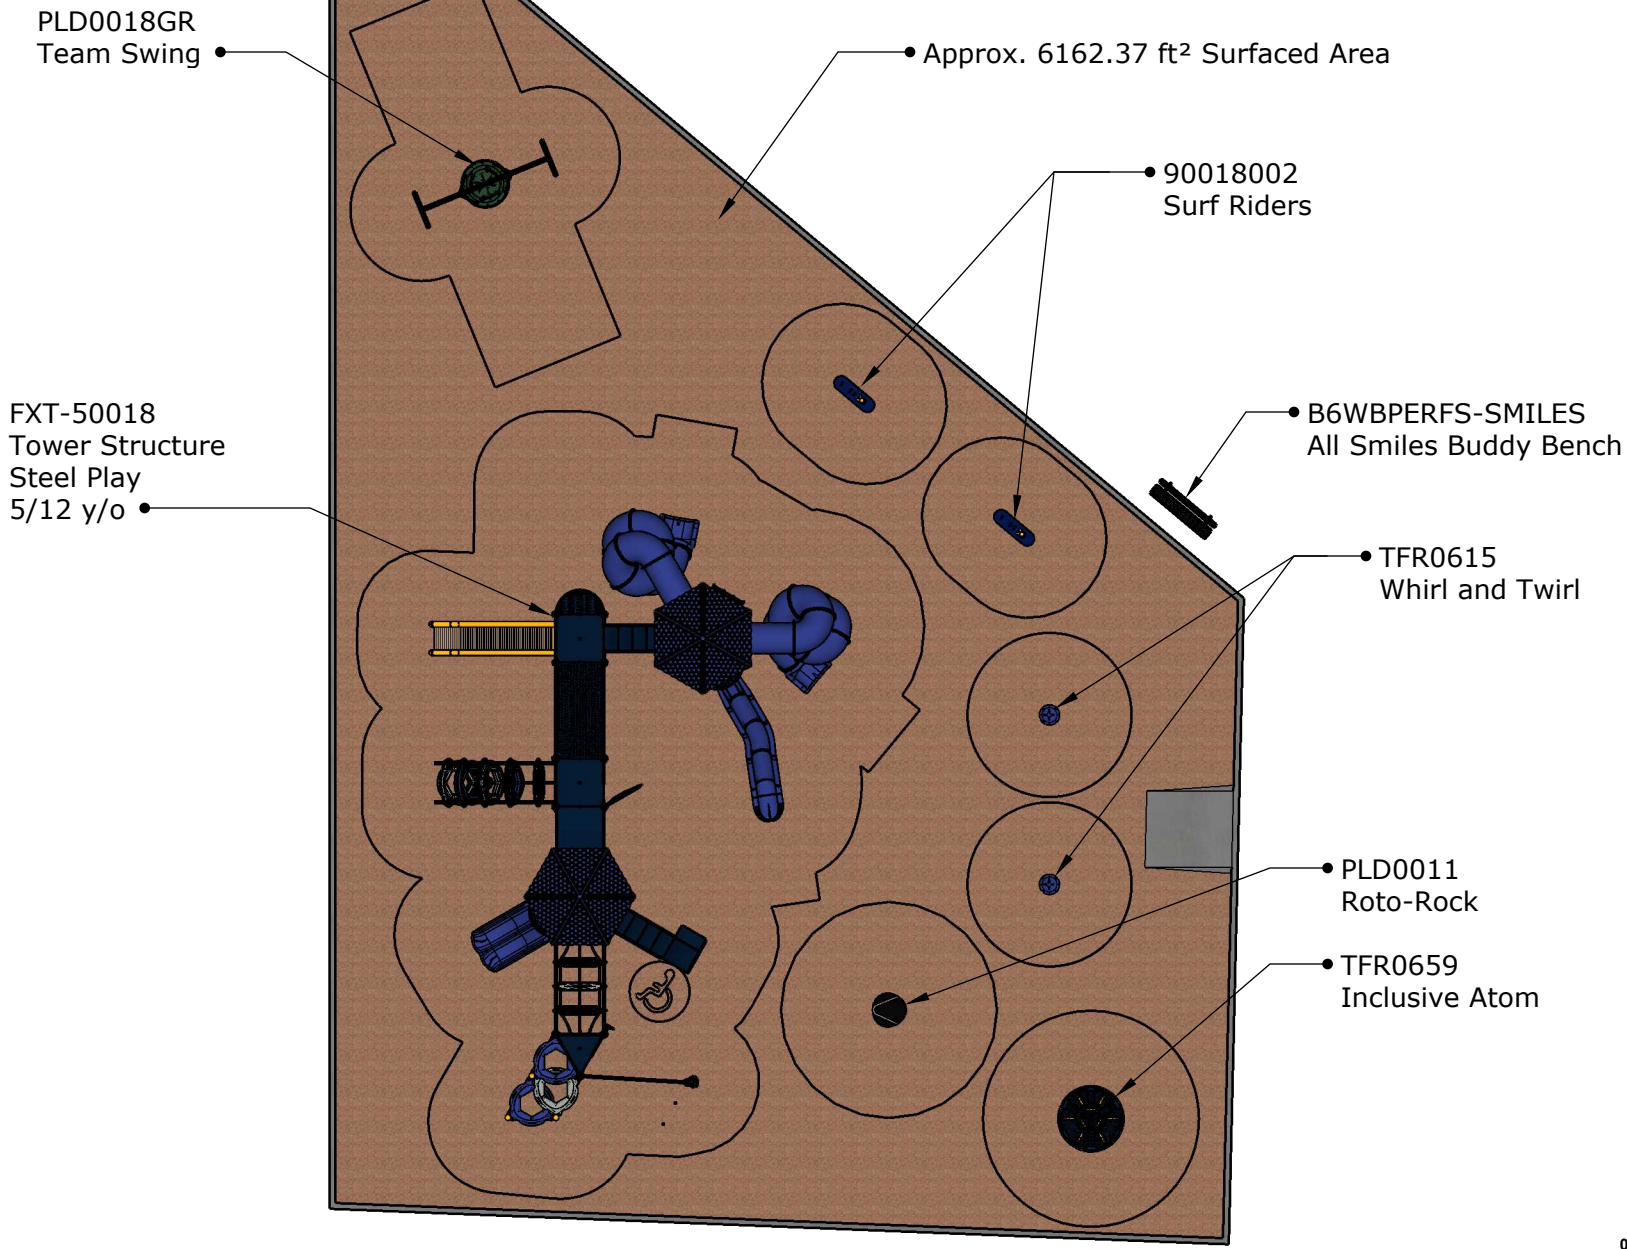 PLD0018GR
Team Swing
Approx. 6162.37 ft² Surfaced Area
90018002
Surf Riders
FXT-50018
Tower Structure
Steel Play
5/12 y/o
B6WBPERFS-SMILES
All Smiles Buddy Bench
TFR0615
Whirl and Twirl
PLD0011
Roto-Rock
TFR0659
Inclusive Atom
0